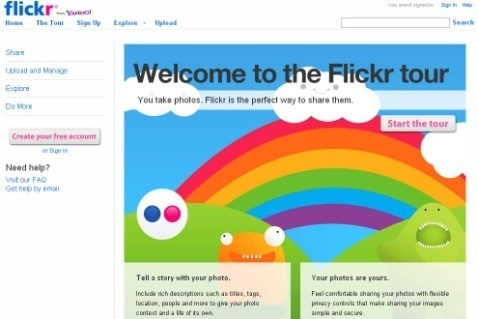 flickr from YAHOO!
You aren't signed in Sign In Help
Home The Tour Sign Up Explore Upload
Search
Share
Upload and Manage
Explore
Do More
Create your free account
or Sign In
Need help?
Visit our FAQ
Get help by email
Welcome to the Flickr tour
You take photos. Flickr is the perfect way to share them.
Start the tour
Tell a story with your photo.
Include rich descriptions such as titles, tags,
location, people and more to give your photo
context and a life of its own.
Your photos are yours.
Feel comfortable sharing your photos with flexible
privacy controls that make sharing your images
simple and secure.